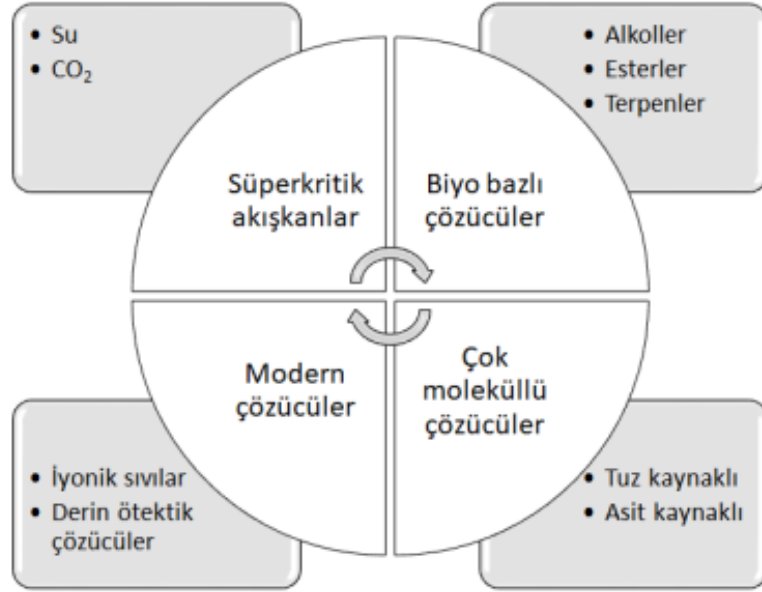 • Su
• CO₂
Süperkritik
akışkanlar
• Alkoller
• Esterler
• Terpenler
Biyo bazlı
çözücüler
Modern
çözücüler
• İyonik sıvılar
• Derin ötektik
çözücüler
Çok
moleküllü
çözücüler
• Tuz kaynaklı
• Asit kaynaklı